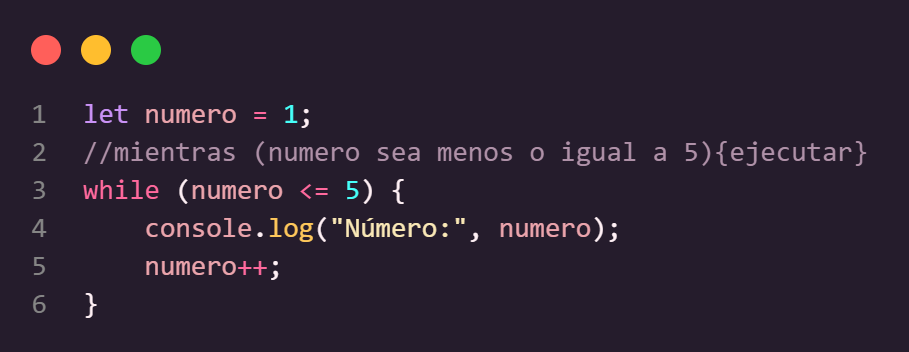 1 let numero = 1;
2 //mientras (numero sea menos o igual a 5){ejecutar}
3 while (numero <= 5) {
4     console.log("Número:", numero);
5     numero++;
6 }